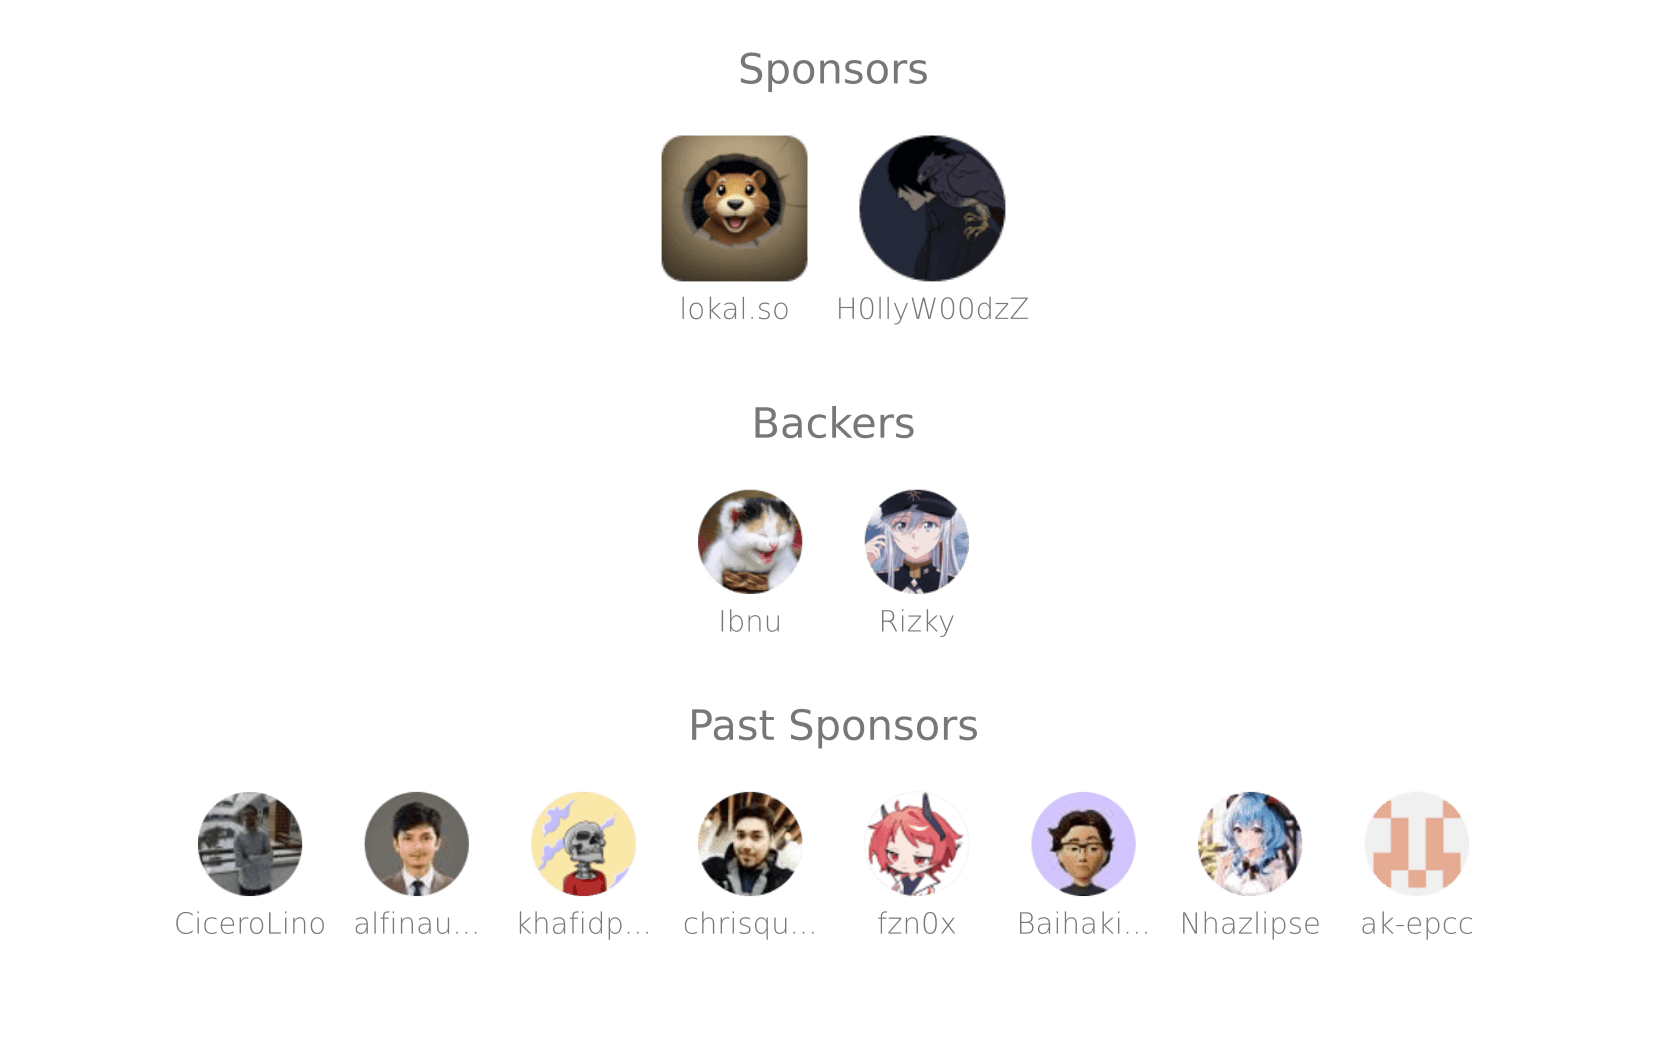 Sponsors
lokal.so H0llyW00dzZ
Backers
Ibnu Rizky
Past Sponsors
CiceroLino alfinau... khafidp... chrisqu... fzn0x Baihaki... Nhazlipse ak-epcc